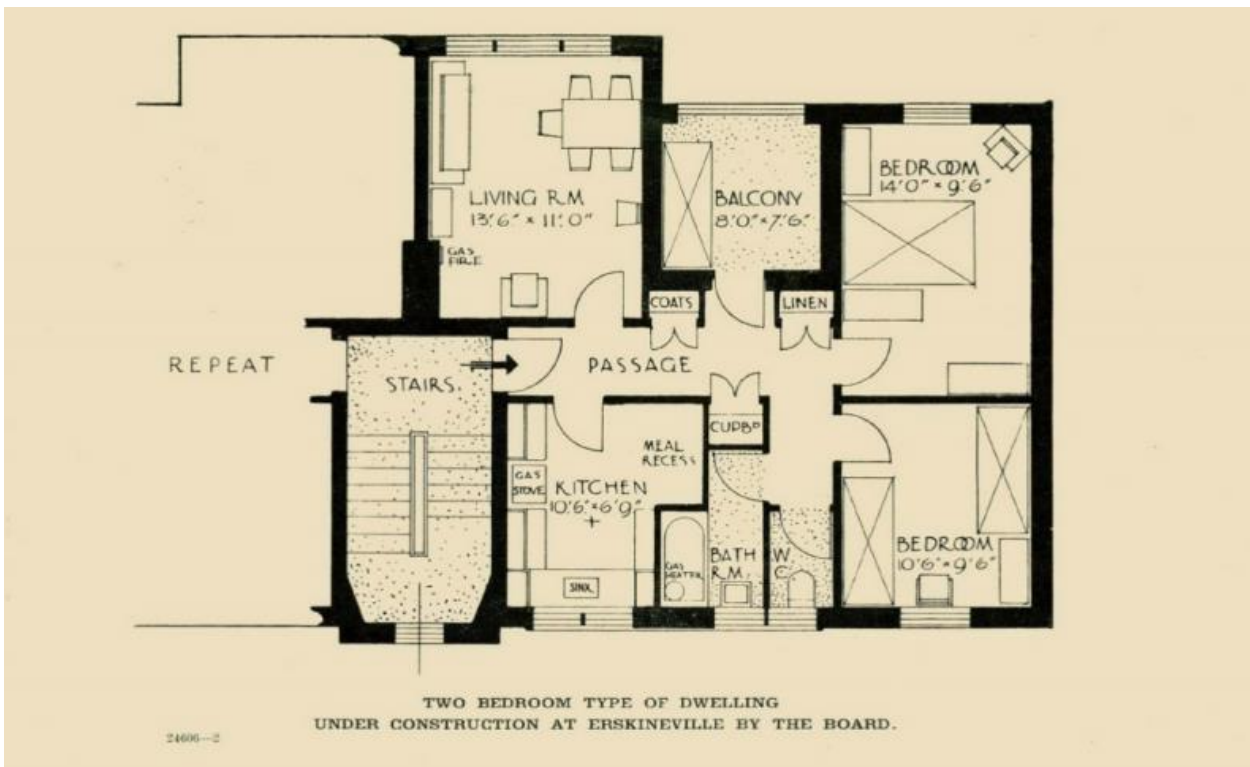 LIVING RM
13'.6" × 11'.0"
GAS
FIRE
BALCONY
8'.0" × 7'.6"
BEDROOM
14'0" × 9'.6"
COATS
LINEN
REPEAT
STAIRS.
PASSAGE
CUPBD
MEAL
RECESS
GAS
STOVE
KITCHEN
10'.6" × 6'9"
SINK
GAS
HEATER
BATH
RM.
W.
C.
BEDROOM
10'6" × 9'.6"
TWO BEDROOM TYPE OF DWELLING
UNDER CONSTRUCTION AT ERSKINEVILLE BY THE BOARD.
24606—2